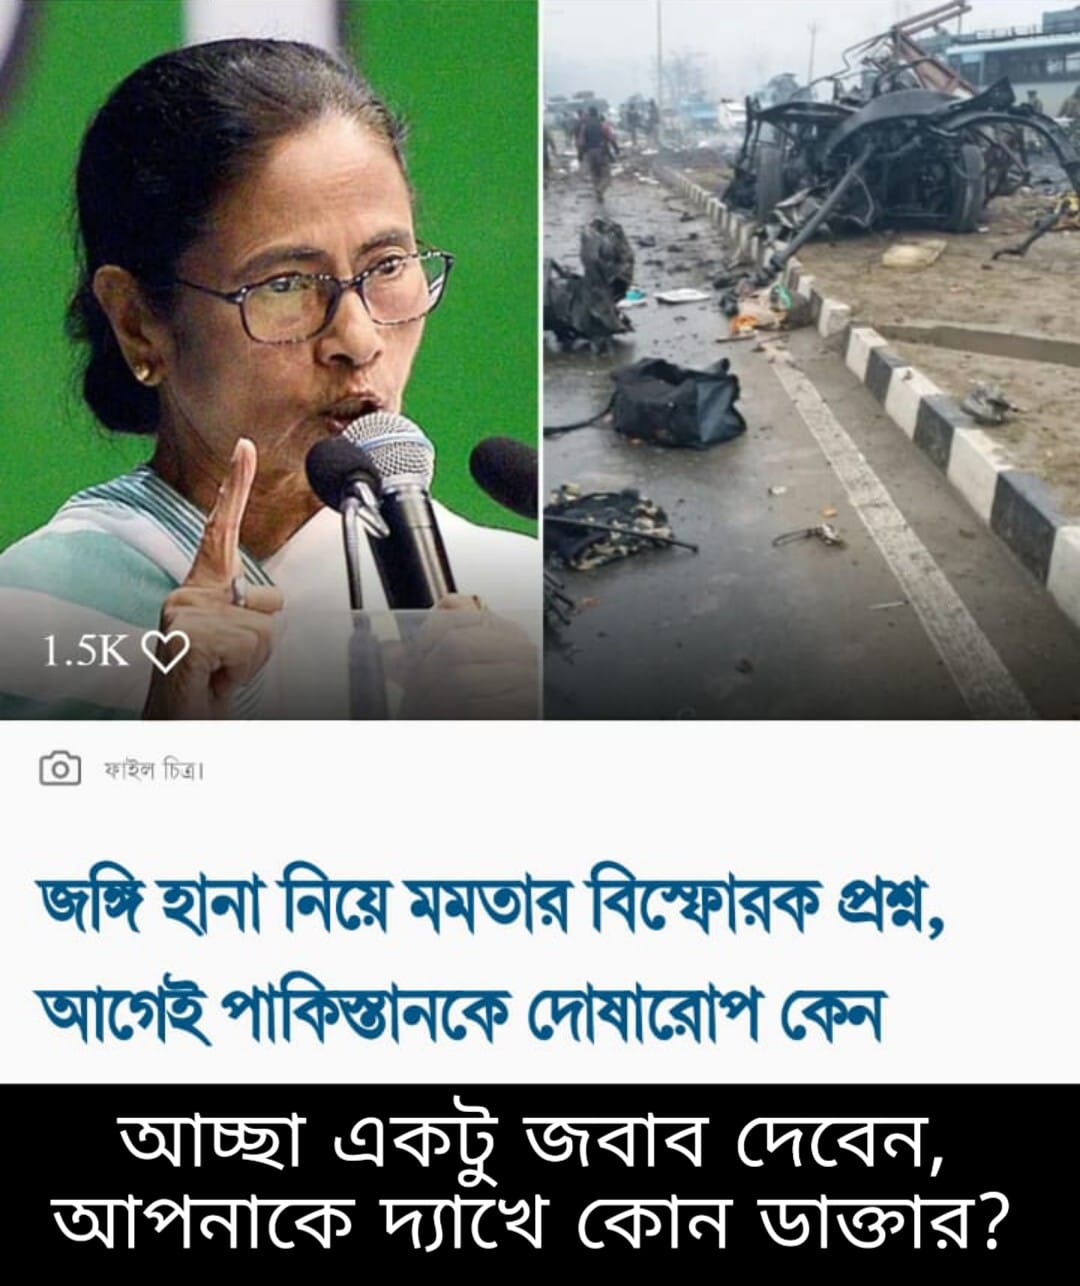 1.5K
ফাইল চিত্র।
জঙ্গি হানা নিয়ে মমতার বিস্ফোরক প্রশ্ন,
আগেই পাকিস্তানকে দোষারোপ কেন
আচ্ছা একটু জবাব দেবেন,
আপনাকে দ্যাখে কোন ডাক্তার?